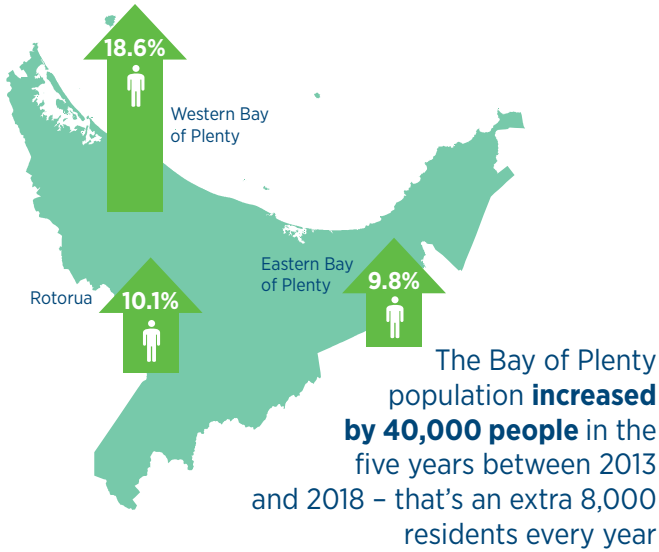 18.6%
Western Bay
of Plenty
Eastern Bay
of Plenty
9.8%
Rotorua
10.1%
The Bay of Plenty
population increased
by 40,000 people in the
five years between 2013
and 2018 – that’s an extra 8,000
residents every year